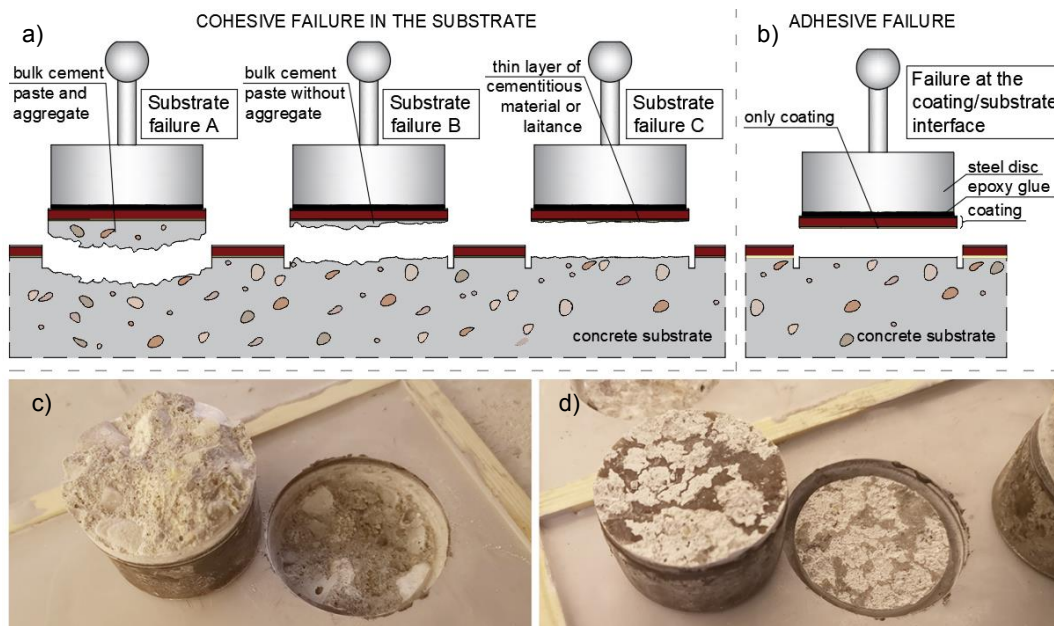 COHESIVE FAILURE IN THE SUBSTRATE
a)
bulk cement
paste and
aggregate
Substrate
failure A
bulk cement
paste without
aggregate
Substrate
failure B
thin layer of
cementitious
material or
laitance
Substrate
failure C
concrete substrate
ADHESIVE FAILURE
b)
Failure at the
coating/substrate
interface
only coating
steel disc
epoxy glue
coating
concrete substrate
c)
d)